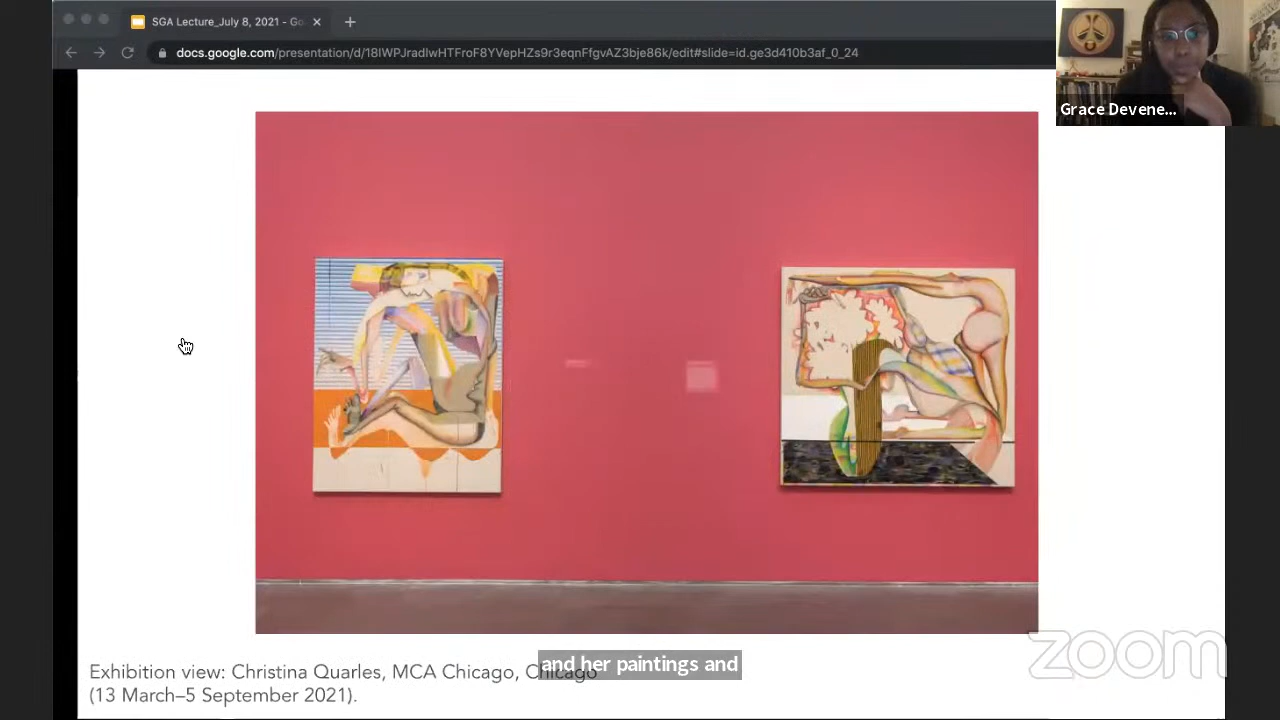 SGA Lecture_July 8, 2021 - Go
docs.google.com/presentation/d/18IWPJradIwHTFroF8YVepHZs9r3eqnFfgvAZ3bje86k/edit#slide=id.ge3d410b3af_0_24
Grace Devene...
and her paintings and
Exhibition view: Christina Quarles, MCA Chicago, Chicago
(13 March–5 September 2021).
zoom